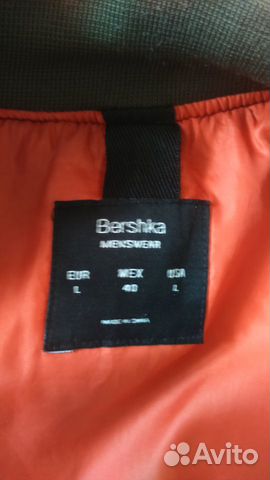 Bershka
MENSWEAR
EUR MEX USA
L 40 L
MADE IN CHINA
Avito